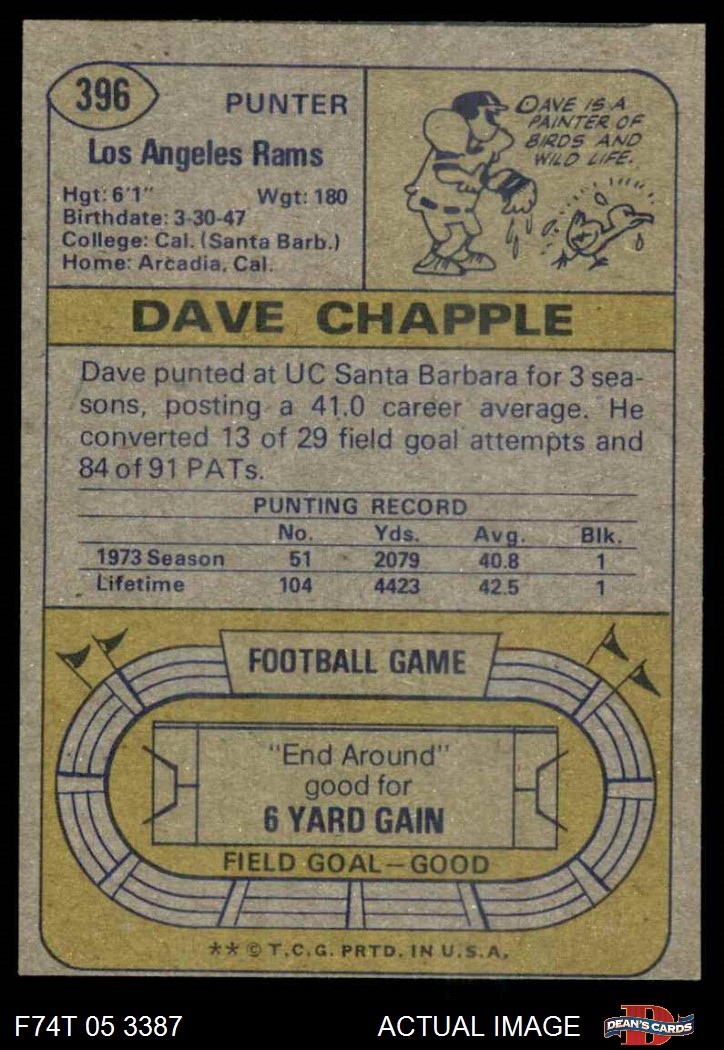 396
PUNTER
Los Angeles Rams
Hgt: 6'1" Wgt: 180
Birthdate: 3-30-47
College: Cal. (Santa Barb.)
Home: Arcadia, Cal.
DAVE IS A
PAINTER OF
BIRDS AND
WILD LIFE.
DAVE CHAPPLE
Dave punted at UC Santa Barbara for 3 sea-
sons, posting a 41.0 career average. He
converted 13 of 29 field goal attempts and
84 of 91 PATs.
PUNTING RECORD
No. Yds. Avg. Blk.
1973 Season 51 2079 40.8 1
Lifetime 104 4423 42.5 1
FOOTBALL GAME
"End Around"
good for
6 YARD GAIN
FIELD GOAL—GOOD
** © T.C.G. PRTD. IN U.S.A.
F74T 05 3387 ACTUAL IMAGE
D
DEAN'S CARDS